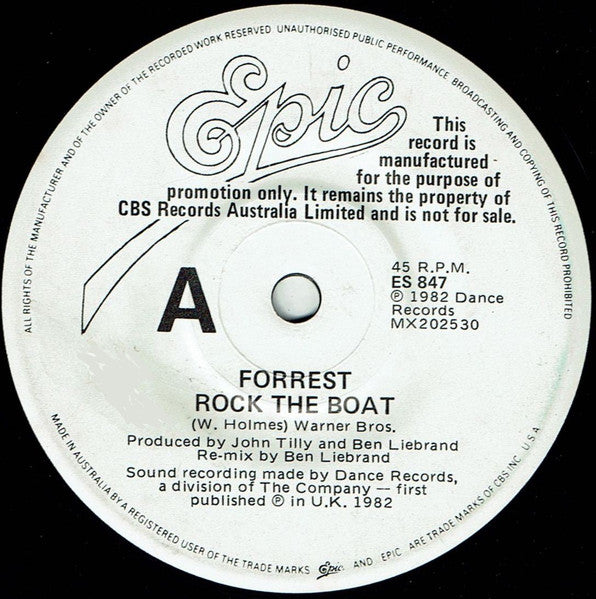 ALL RIGHTS OF THE MANUFACTURER AND OF THE OWNER OF THE RECORDED WORK RESERVED UNAUTHORISED PUBLIC PERFORMANCE BROADCASTING AND COPYING OF THIS RECORD PROHIBITED
Epic
This
record is
manufactured
for the purpose of
promotion only. It remains the property of
CBS Records Australia Limited and is not for sale.
A
45 R.P.M.
ES 847
℗ 1982 Dance
Records
MX202530
FORREST
ROCK THE BOAT
(W. Holmes) Warner Bros.
Produced by John Tilly and Ben Liebrand
Re-mix by Ben Liebrand
Sound recording made by Dance Records,
a division of The Company — first
published ℗ in U.K. 1982
MADE IN AUSTRALIA BY A REGISTERED USER OF THE TRADE MARKS Epic AND EPIC ARE TRADE MARKS OF CBS INC. U.S.A.